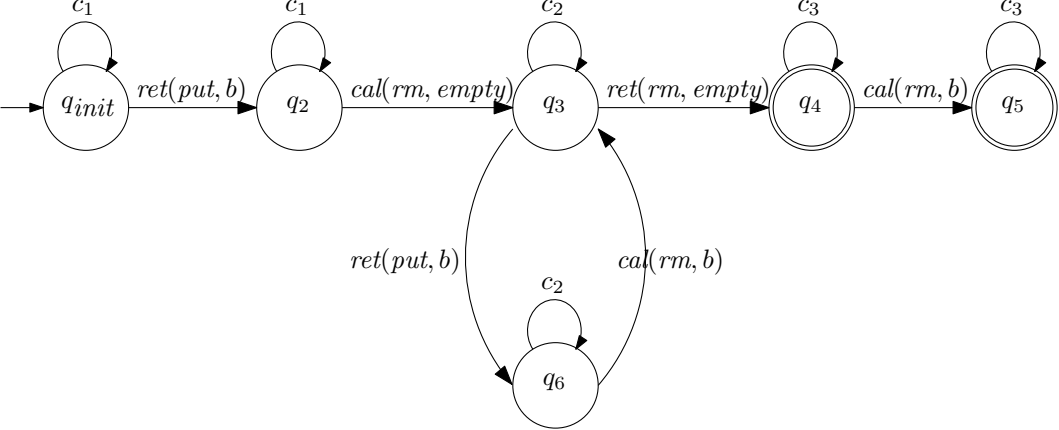 c1 c1 c2 c3 c3
qinit ret(put, b) q2 cal(rm, empty) q3 ret(rm, empty) q4 cal(rm, b) q5
ret(put, b) cal(rm, b)
c2
q6